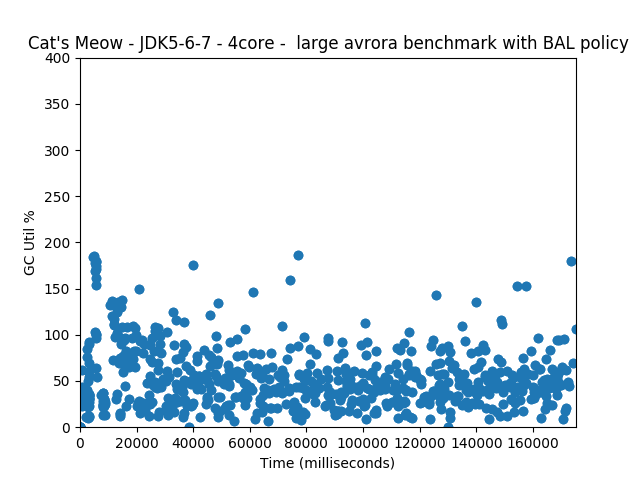 Cat's Meow - JDK5-6-7 - 4core -  large avrora benchmark with BAL policy
400
350
300
250
200
150
100
50
0
GC Util %
0 20000 40000 60000 80000 100000 120000 140000 160000
Time (milliseconds)